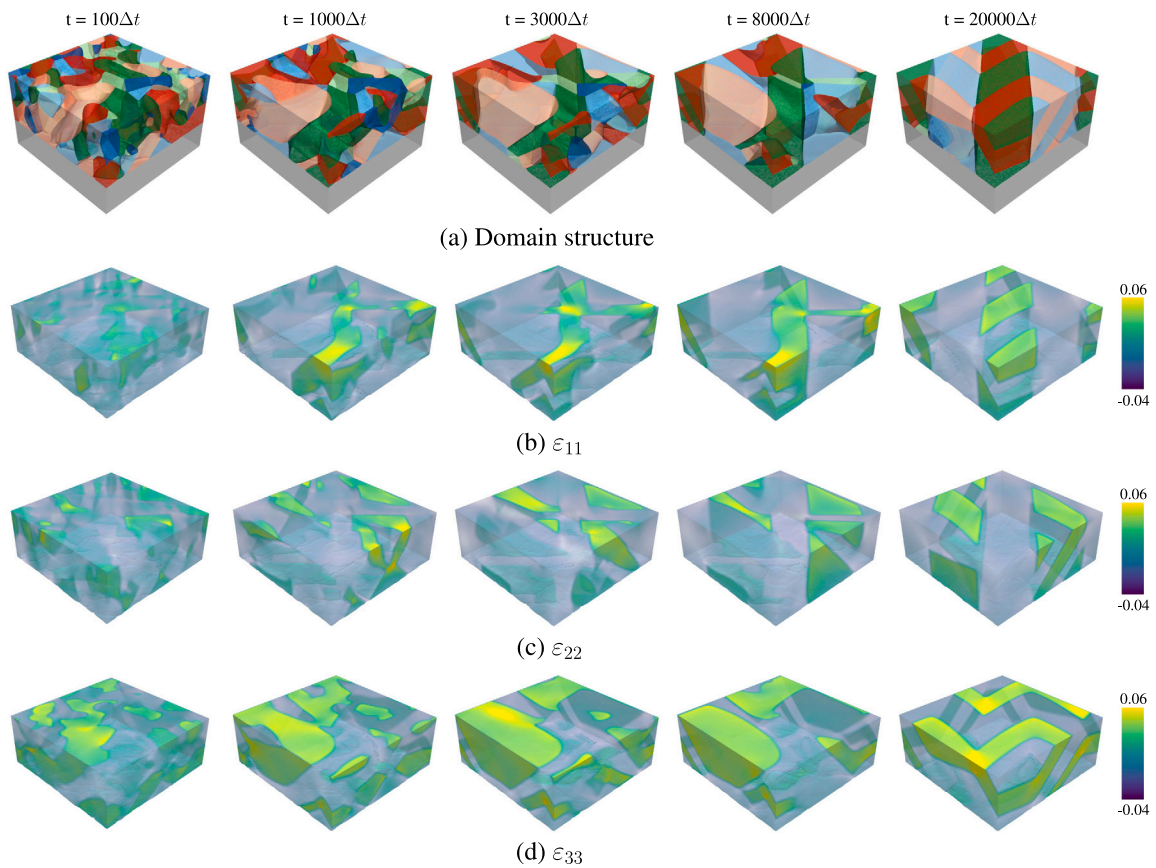 t = 100Δt t = 1000Δt t = 3000Δt t = 8000Δt t = 20000Δt
(a) Domain structure
0.06
-0.04
(b) ε₁₁
0.06
-0.04
(c) ε₂₂
0.06
-0.04
(d) ε₃₃